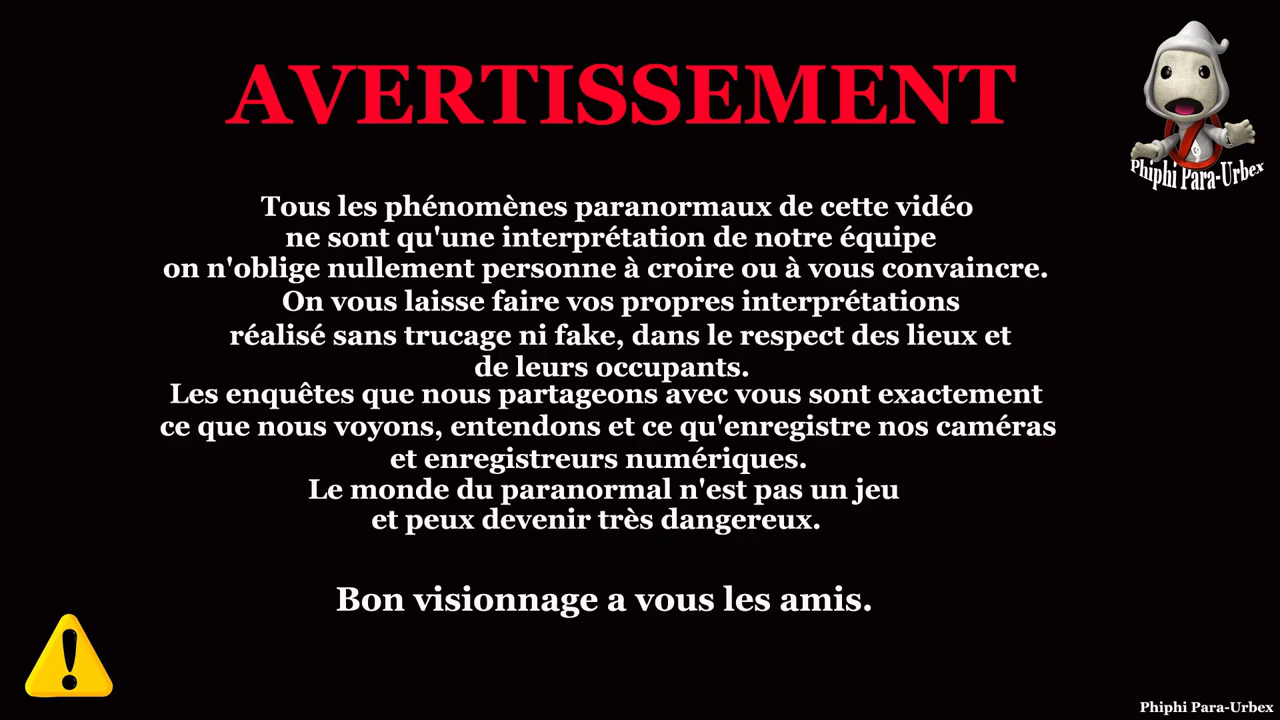 AVERTISSEMENT
Phiphi Para-Urbex
Tous les phénomènes paranormaux de cette vidéo
ne sont qu'une interprétation de notre équipe
on n'oblige nullement personne à croire ou à vous convaincre.
On vous laisse faire vos propres interprétations
réalisé sans trucage ni fake, dans le respect des lieux et
de leurs occupants.
Les enquêtes que nous partageons avec vous sont exactement
ce que nous voyons, entendons et ce qu'enregistre nos caméras
et enregistreurs numériques.
Le monde du paranormal n'est pas un jeu
et peux devenir très dangereux.
Bon visionnage a vous les amis.
Phiphi Para-Urbex